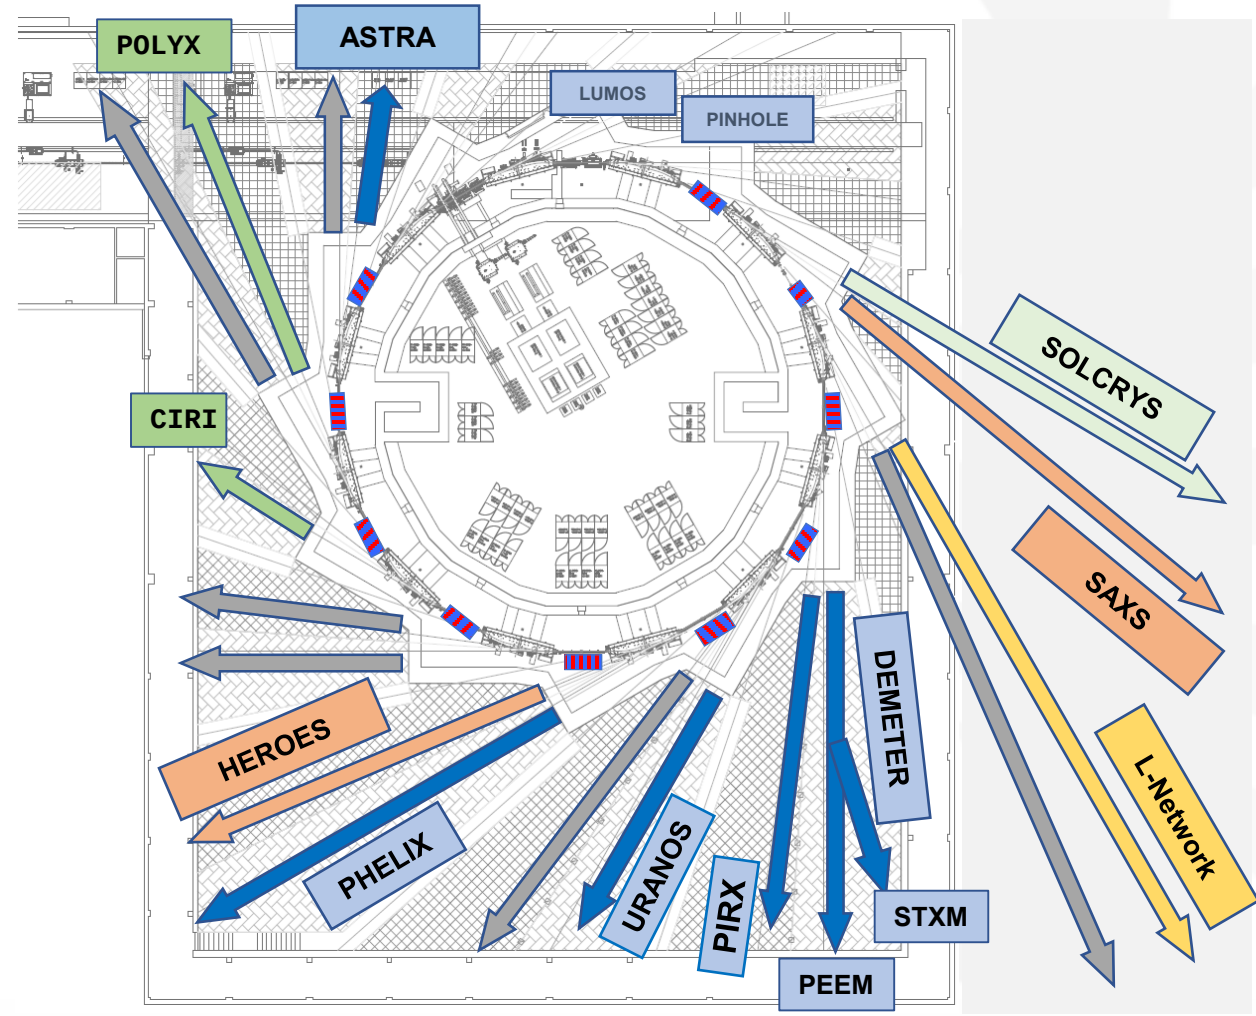 POLYX
ASTRA
LUMOS
PINHOLE
SOLCRYS
CIRI
SAXS
DEMETER
HEROES
L-Network
PHELIX
URANOS
PIRX
STXM
PEEM